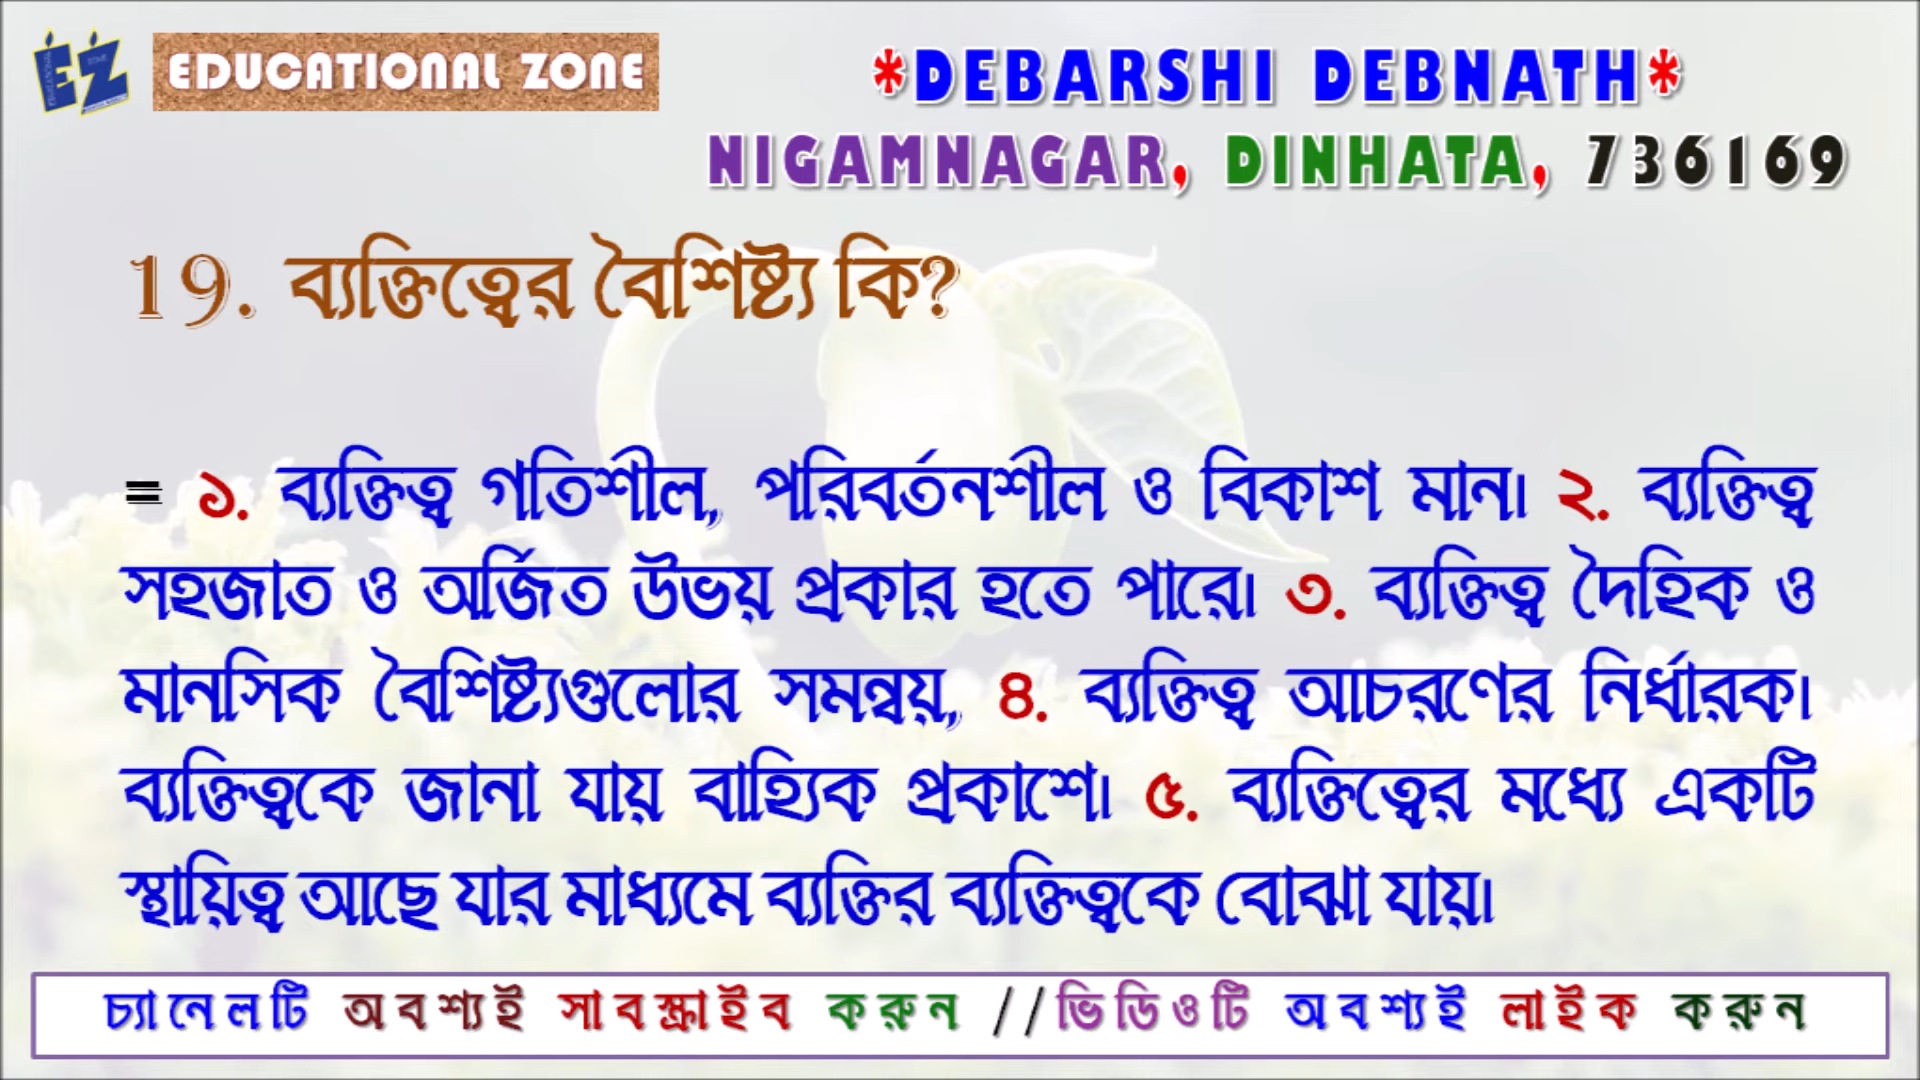 EZ EDUCATIONAL ZONE
*DEBARSHI DEBNATH*
NIGAMNAGAR, DINHATA, 736169
19. ব্যক্তিত্বের বৈশিষ্ট্য কি?
= ১. ব্যক্তিত্ব গতিশীল, পরিবর্তনশীল ও বিকাশ মান। ২. ব্যক্তিত্ব
সহজাত ও অর্জিত উভয় প্রকার হতে পারে। ৩. ব্যক্তিত্ব দৈহিক ও
মানসিক বৈশিষ্ট্যগুলোর সমন্বয়, ৪. ব্যক্তিত্ব আচরণের নির্ধারক।
ব্যক্তিত্বকে জানা যায় বাহ্যিক প্রকাশে। ৫. ব্যক্তিত্বের মধ্যে একটি
স্থায়িত্ব আছে যার মাধ্যমে ব্যক্তির ব্যক্তিত্বকে বোঝা যায়।
চ্যানেলটি অবশ্যই সাবস্ক্রাইব করুন //ভিডিওটি অবশ্যই লাইক করুন